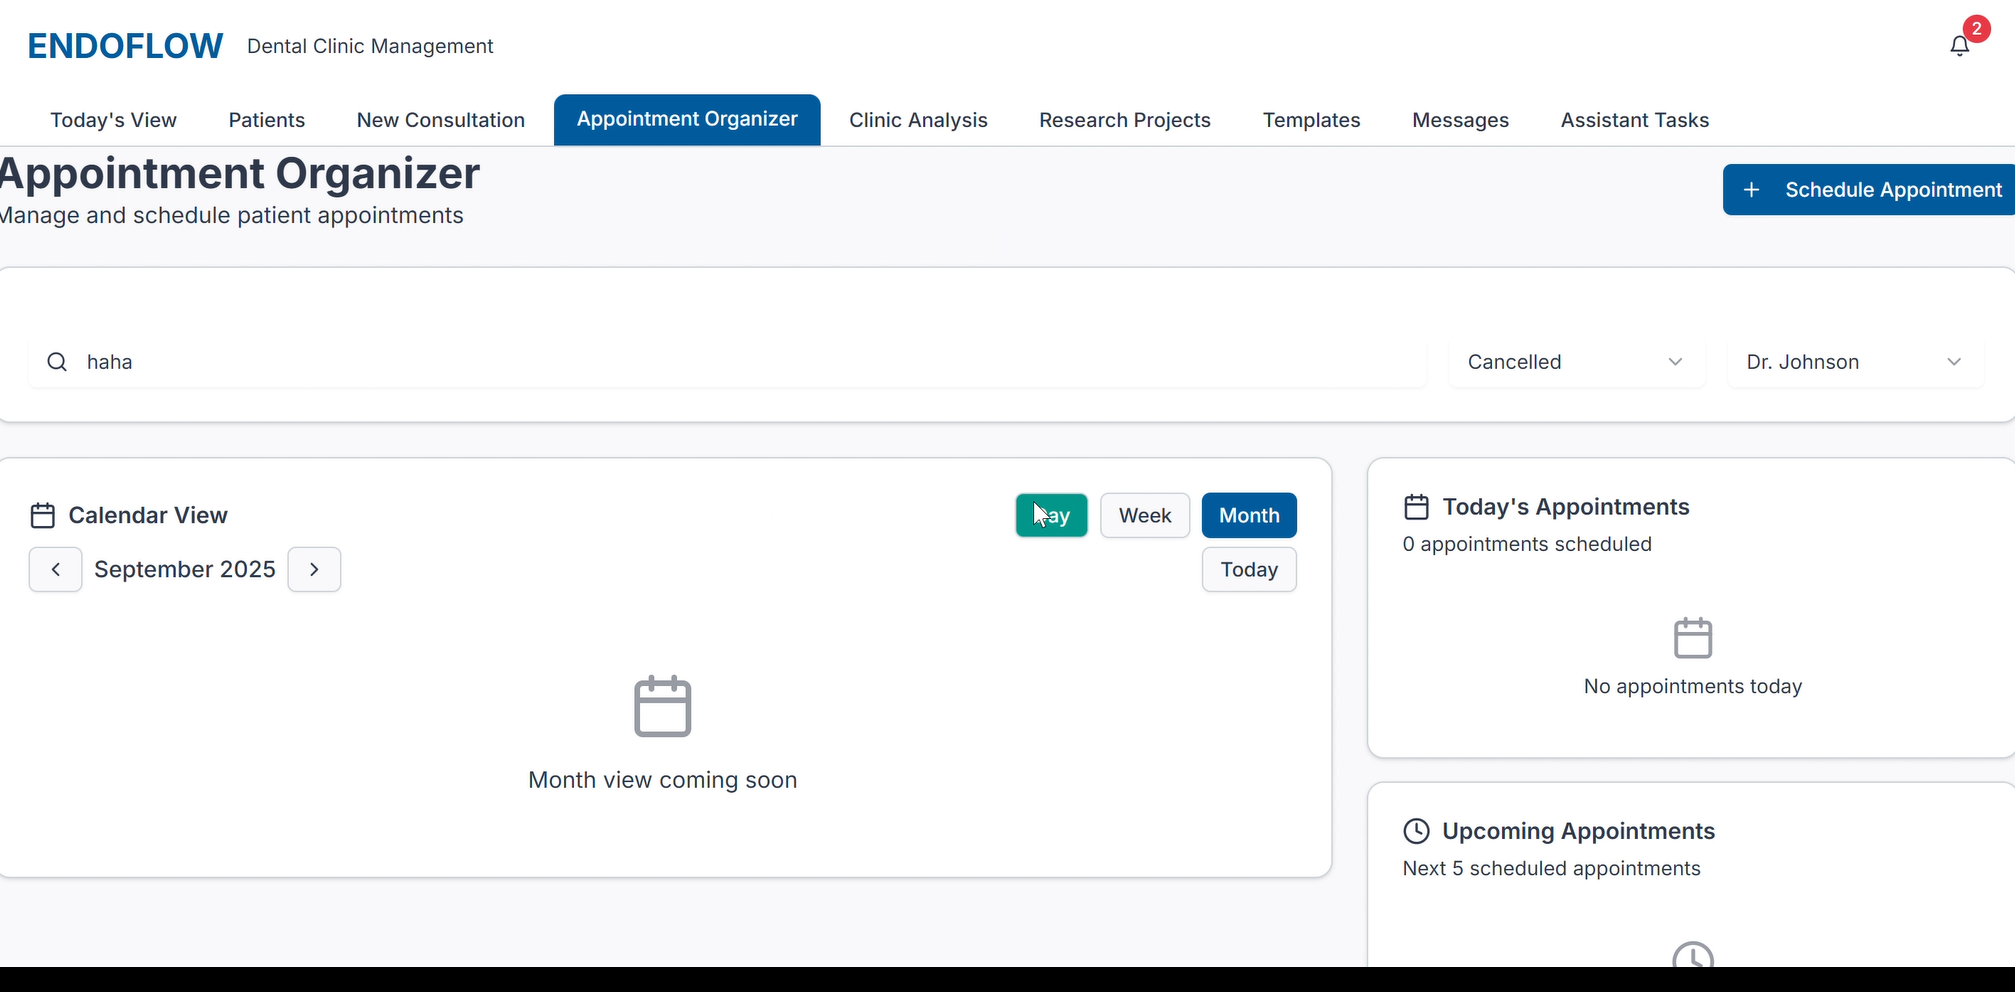 ENDOFLOW Dental Clinic Management
2
Today's View Patients New Consultation Appointment Organizer Clinic Analysis Research Projects Templates Messages Assistant Tasks
Appointment Organizer
Manage and schedule patient appointments
+ Schedule Appointment
haha Cancelled Dr. Johnson
Calendar View
Week Month
September 2025
Today
Month view coming soon
Today's Appointments
0 appointments scheduled
No appointments today
Upcoming Appointments
Next 5 scheduled appointments